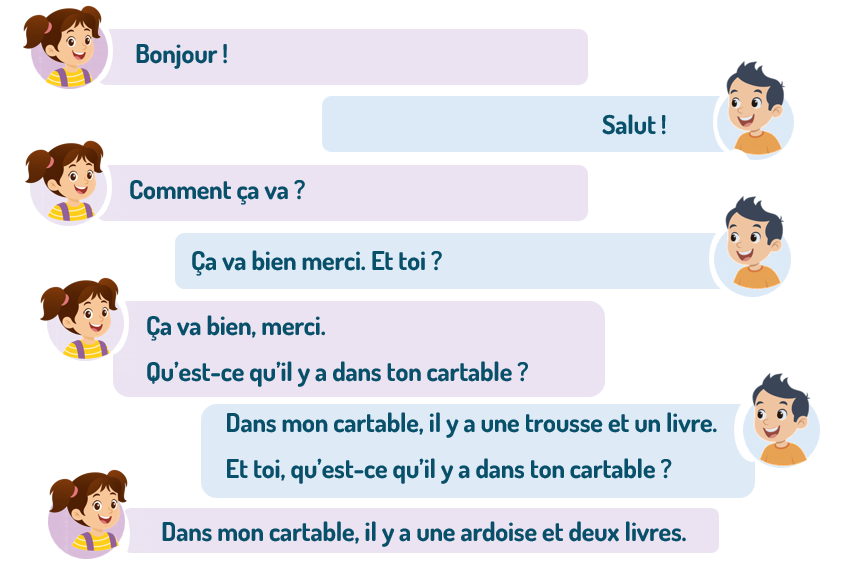 Bonjour !
Salut !
Comment ça va ?
Ça va bien merci. Et toi ?
Ça va bien, merci.
Qu’est-ce qu’il y a dans ton cartable ?
Dans mon cartable, il y a une trousse et un livre.
Et toi, qu’est-ce qu’il y a dans ton cartable ?
Dans mon cartable, il y a une ardoise et deux livres.